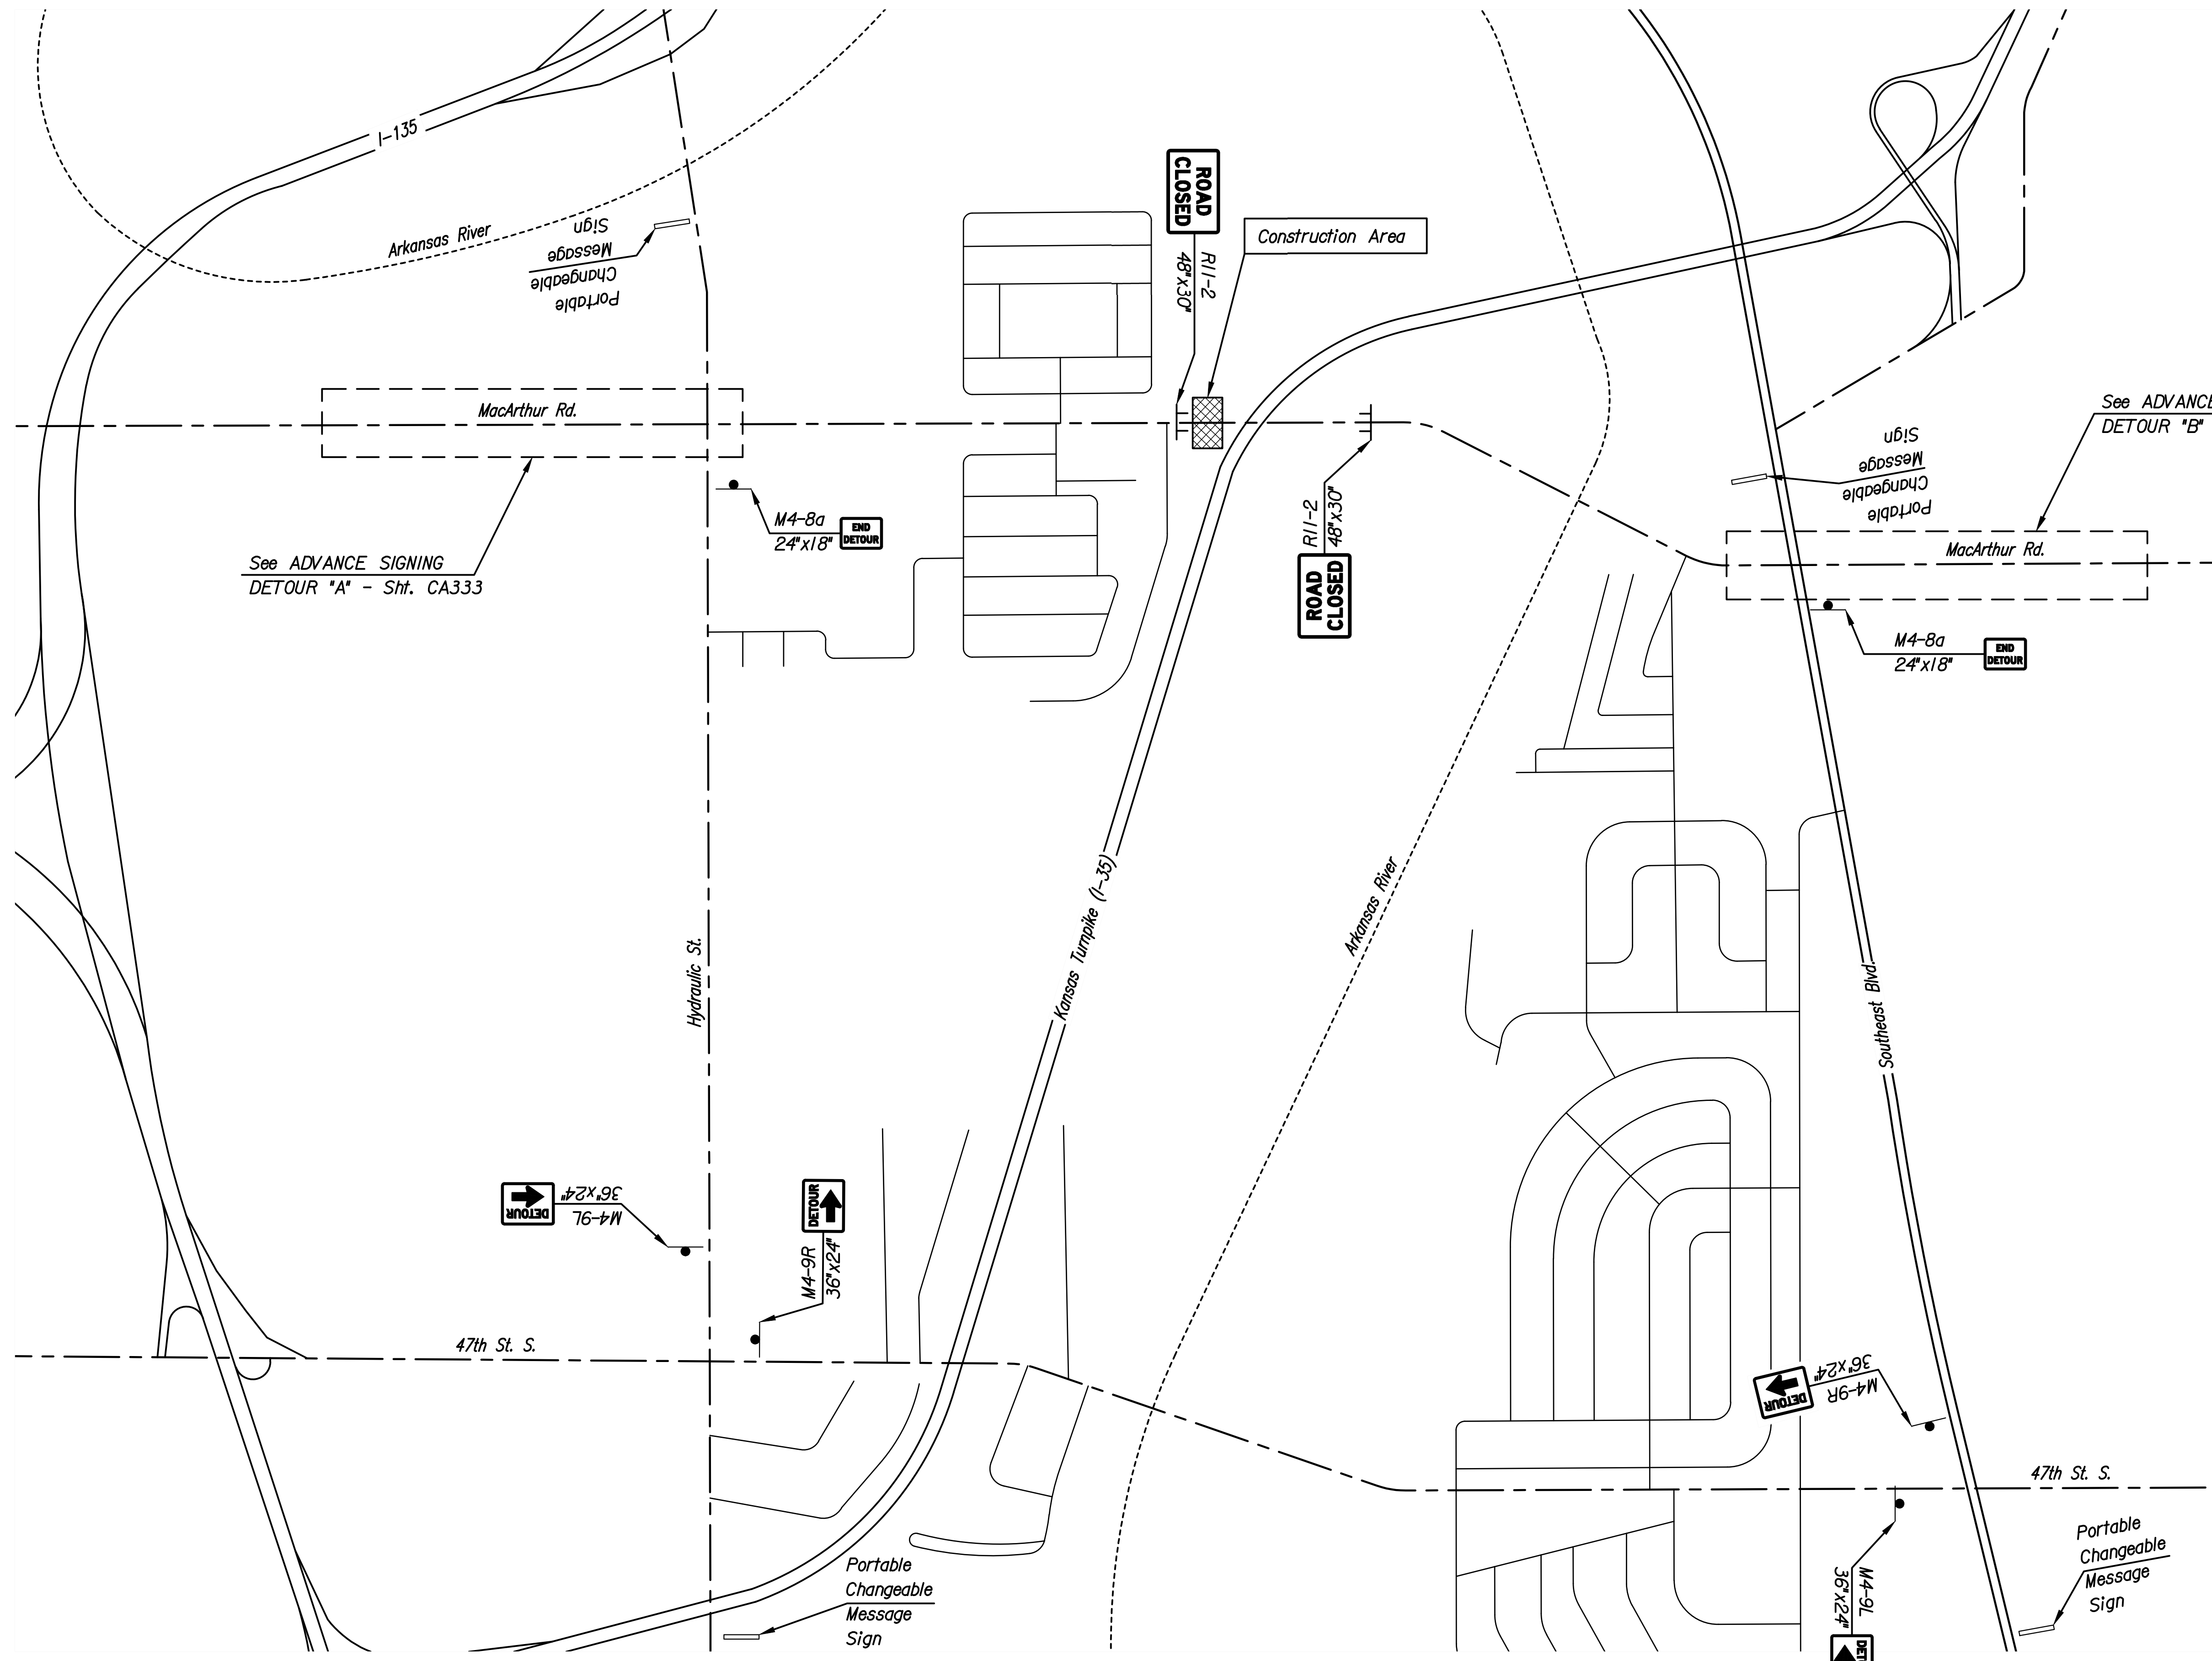 I-135
Arkansas River
Portable
Changeable
Message
Sign
ROAD
CLOSED
R11-2
48"x30"
Construction Area
MacArthur Rd.
See ADVANCE SIGNING
DETOUR "A" - Sht. CA333
M4-8a
24"x18"
END
DETOUR
R11-2
48"x30"
ROAD
CLOSED
See ADVANCE
DETOUR "B"
Portable
Changeable
Message
Sign
MacArthur Rd.
M4-8a
24"x18"
END
DETOUR
Hydraulic St.
Kansas Turnpike (I-35)
Arkansas River
Southeast Blvd.
DETOUR
M4-9L
36"x24"
DETOUR
M4-9R
36"x24"
47th St. S.
DETOUR
M4-9R
36"x24"
47th St. S.
Portable
Changeable
Message
Sign
M4-9L
36"x24"
Portable
Changeable
Message
Sign